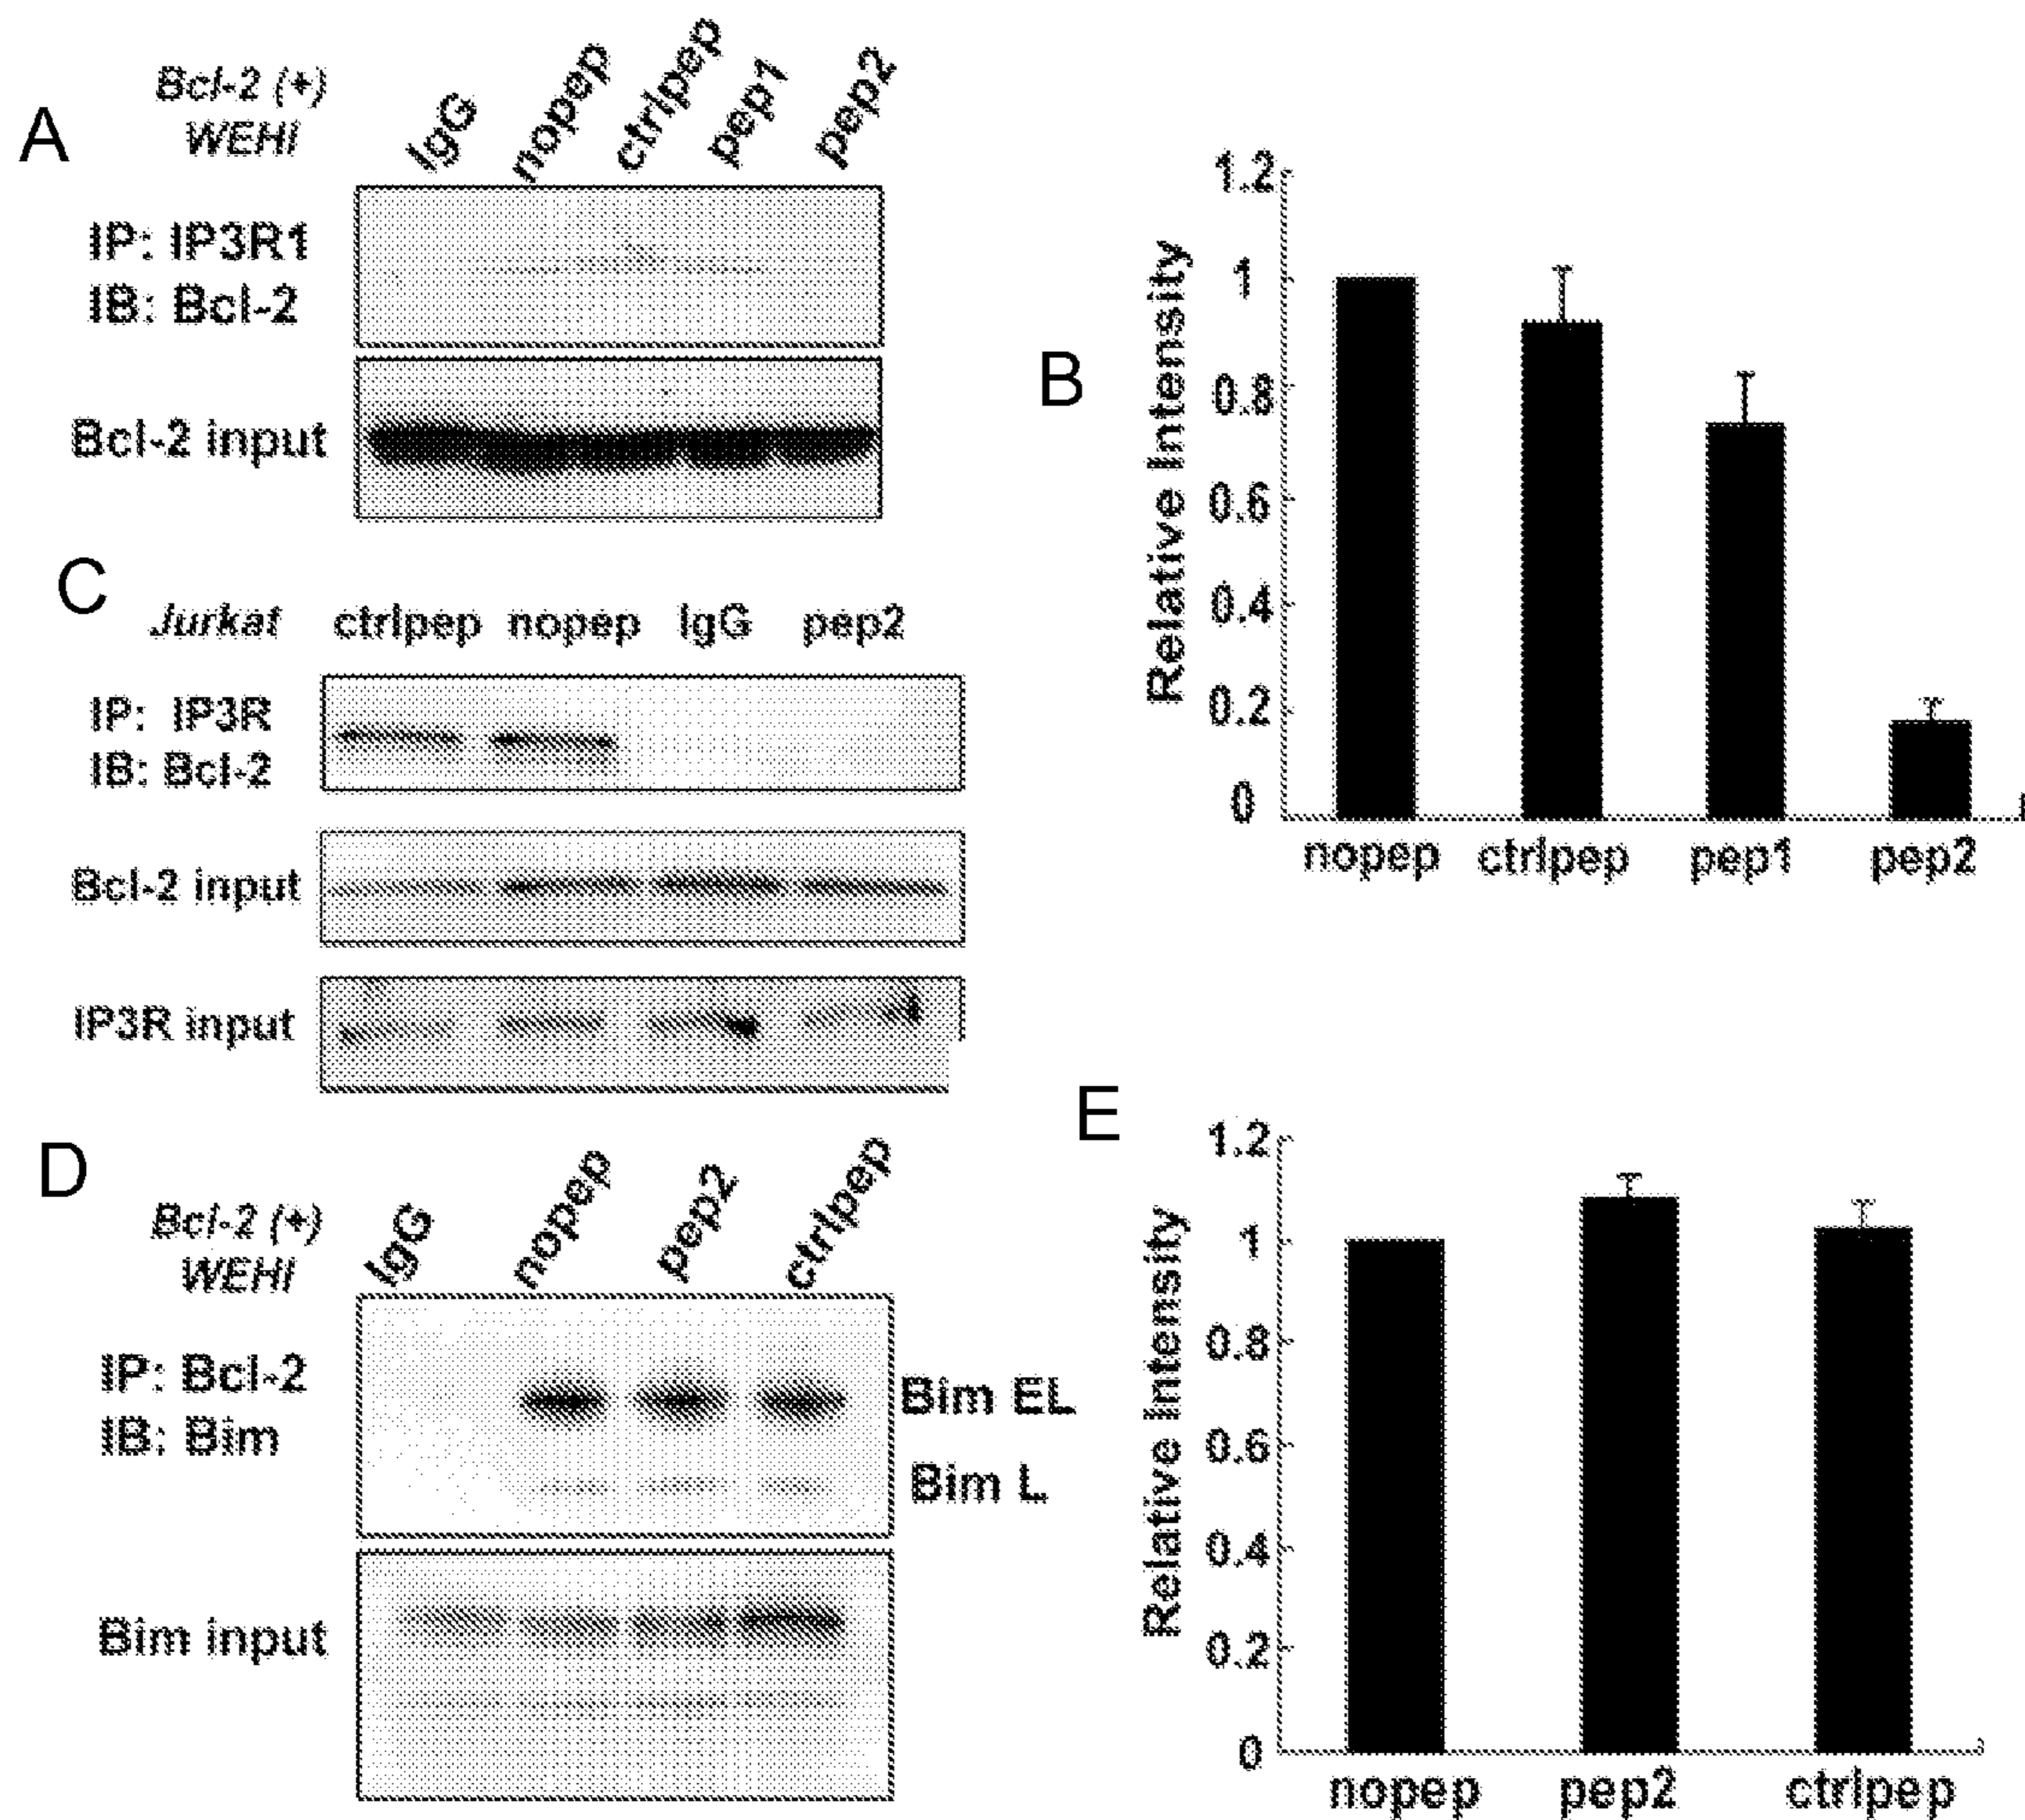 A
Bcl-2 (+)
WEHI
IgG
nopep
ctrlpep
pep1
pep2
IP: IP3R1
IB: Bcl-2
Bcl-2 input
B
Relative Intensity
1.2
1
0.8
0.6
0.4
0.2
0
nopep
ctrlpep
pep1
pep2
C
Jurkat
ctrlpep
nopep
IgG
pep2
IP: IP3R
IB: Bcl-2
Bcl-2 input
IP3R input
D
Bcl-2 (+)
WEHI
IgG
nopep
pep2
ctrlpep
IP: Bcl-2
IB: Bim
Bim EL
Bim L
Bim input
E
Relative Intensity
1.2
1
0.8
0.6
0.4
0.2
0
nopep
pep2
ctrlpep